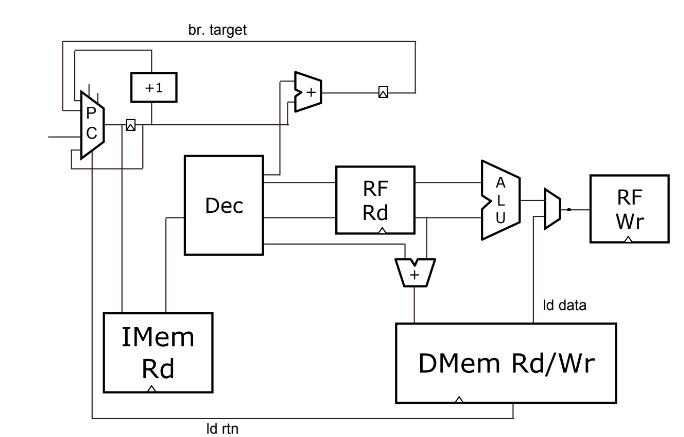 br. target
+1
+
P
C
Dec
RF
Rd
A
L
U
RF
Wr
+
ld data
IMem
Rd
DMem Rd/Wr
ld rtn